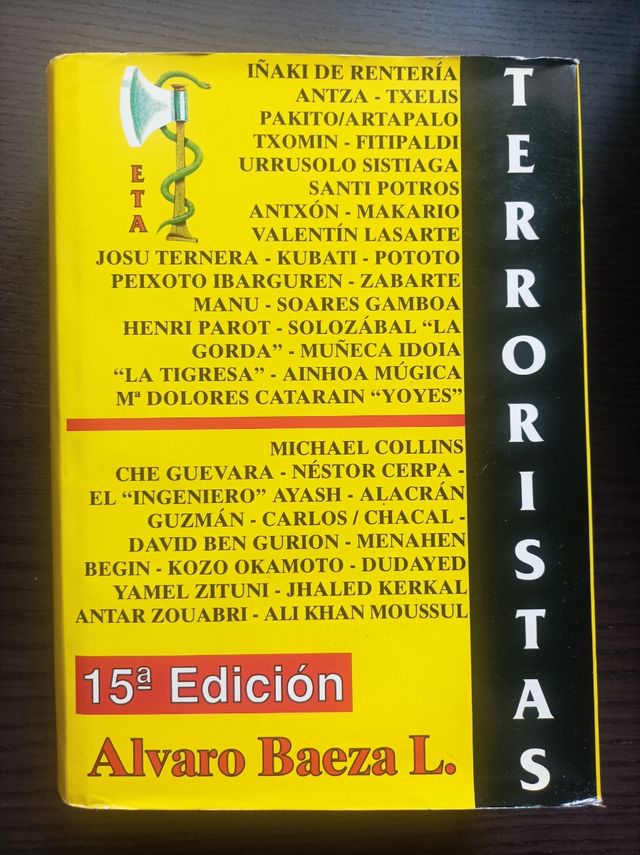 ETA
IÑAKI DE RENTERÍA
ANTZA - TXELIS
PAKITO/ARTAPALO
TXOMIN - FITIPALDI
URRUSOLO SISTIAGA
SANTI POTROS
ANTXÓN - MAKARIO
VALENTÍN LASARTE
JOSU TERNERA - KUBATI - POTOTO
PEIXOTO IBARGUREN - ZABARTE
MANU - SOARES GAMBOA
HENRI PAROT - SOLOZÁBAL “LA
GORDA” - MUÑECA IDOIA
“LA TIGRESA” - AINHOA MÚGICA
Mª DOLORES CATARAIN “YOYES”
MICHAEL COLLINS
CHE GUEVARA - NÉSTOR CERPA -
EL “INGENIERO” AYASH - ALACRÁN
GUZMÁN - CARLOS / CHACAL -
DAVID BEN GURION - MENAHEN
BEGIN - KOZO OKAMOTO - DUDAYED
YAMEL ZITUNI - JHALED KERKAL
ANTAR ZOUABRI - ALI KHAN MOUSSUL
15ª Edición
Alvaro Baeza L.
TERRORISTAS